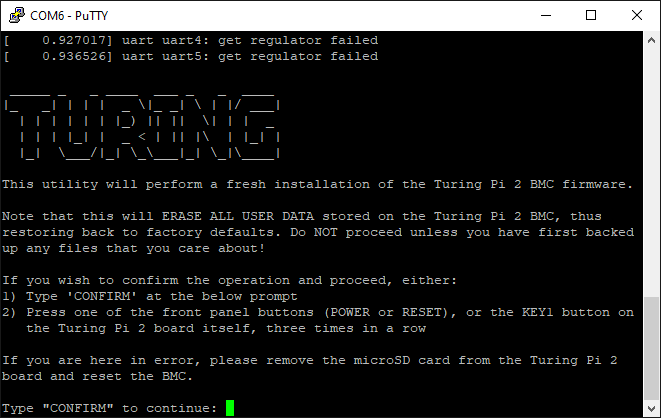 COM6 - PuTTY
[    0.927017] uart uart4: get regulator failed
[    0.936526] uart uart5: get regulator failed
TURING
This utility will perform a fresh installation of the Turing Pi 2 BMC firmware.
Note that this will ERASE ALL USER DATA stored on the Turing Pi 2 BMC, thus
restoring back to factory defaults. Do NOT proceed unless you have first backed
up any files that you care about!
If you wish to confirm the operation and proceed, either:
1) Type 'CONFIRM' at the below prompt
2) Press one of the front panel buttons (POWER or RESET), or the KEY1 button on
   the Turing Pi 2 board itself, three times in a row
If you are here in error, please remove the microSD card from the Turing Pi 2
board and reset the BMC.
Type "CONFIRM" to continue: